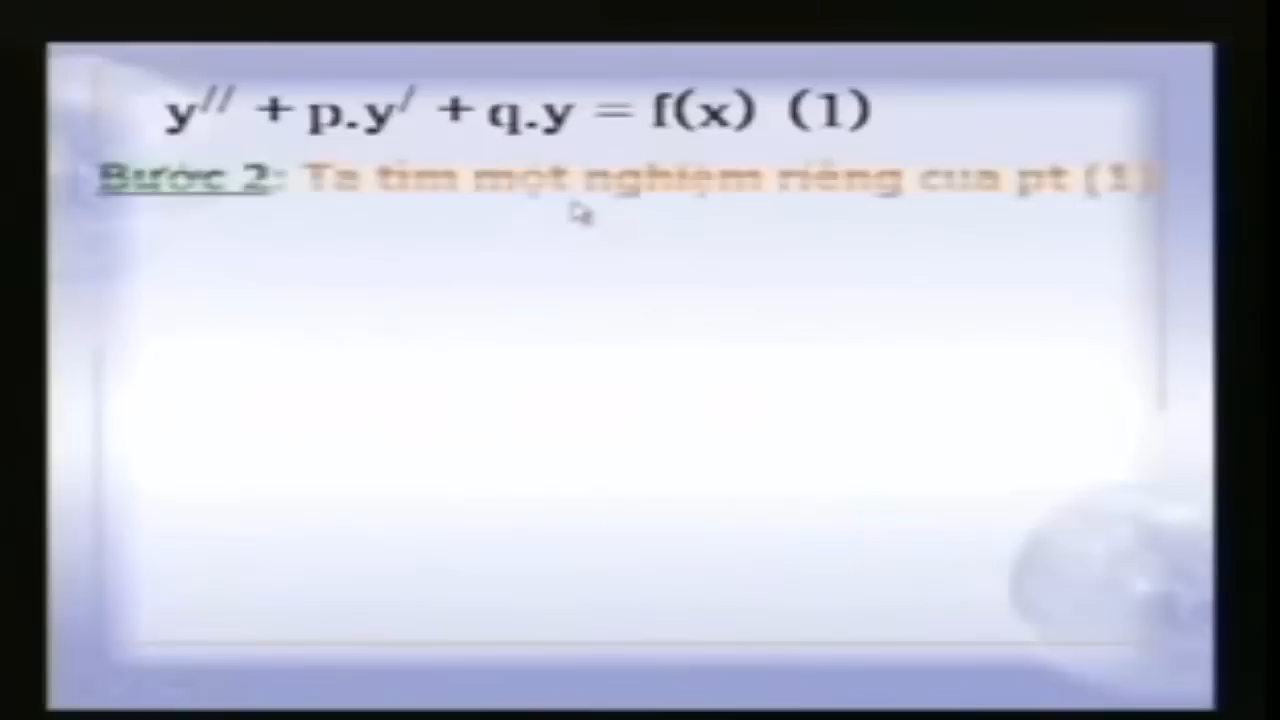 y// + p.y/ + q.y = f(x) (1)
Bước 2: Ta tìm một nghiệm riêng của pt (1)